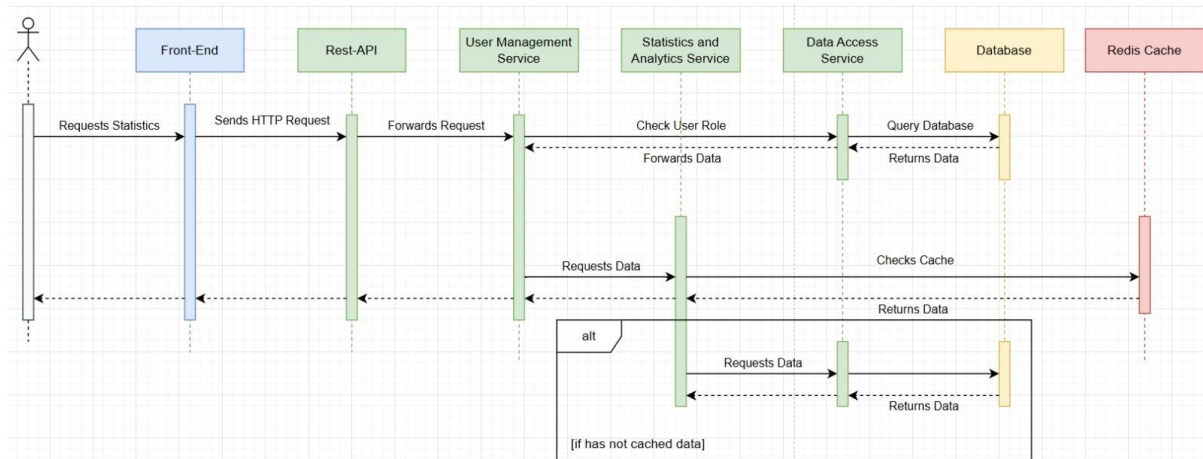 Front-End
Rest-API
User Management
Service
Statistics and
Analytics Service
Data Access
Service
Database
Redis Cache
Requests Statistics
Sends HTTP Request
Forwards Request
Check User Role
Query Database
Forwards Data
Returns Data
Requests Data
Checks Cache
Returns Data
alt
Requests Data
Returns Data
[if has not cached data]